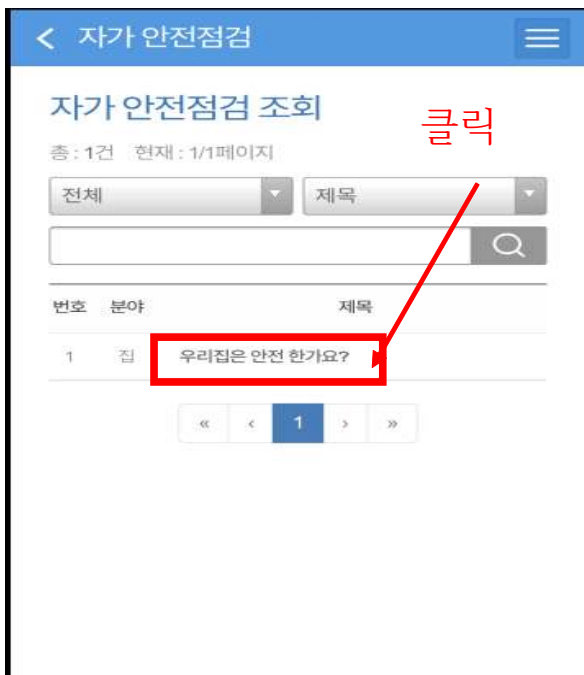 자가 안전점검
자가 안전점검 조회
클릭
총 : 1건 현재 : 1/1페이지
전체 제목
번호 분야 제목
1 집 우리집은 안전 한가요?
« ‹ 1 › »